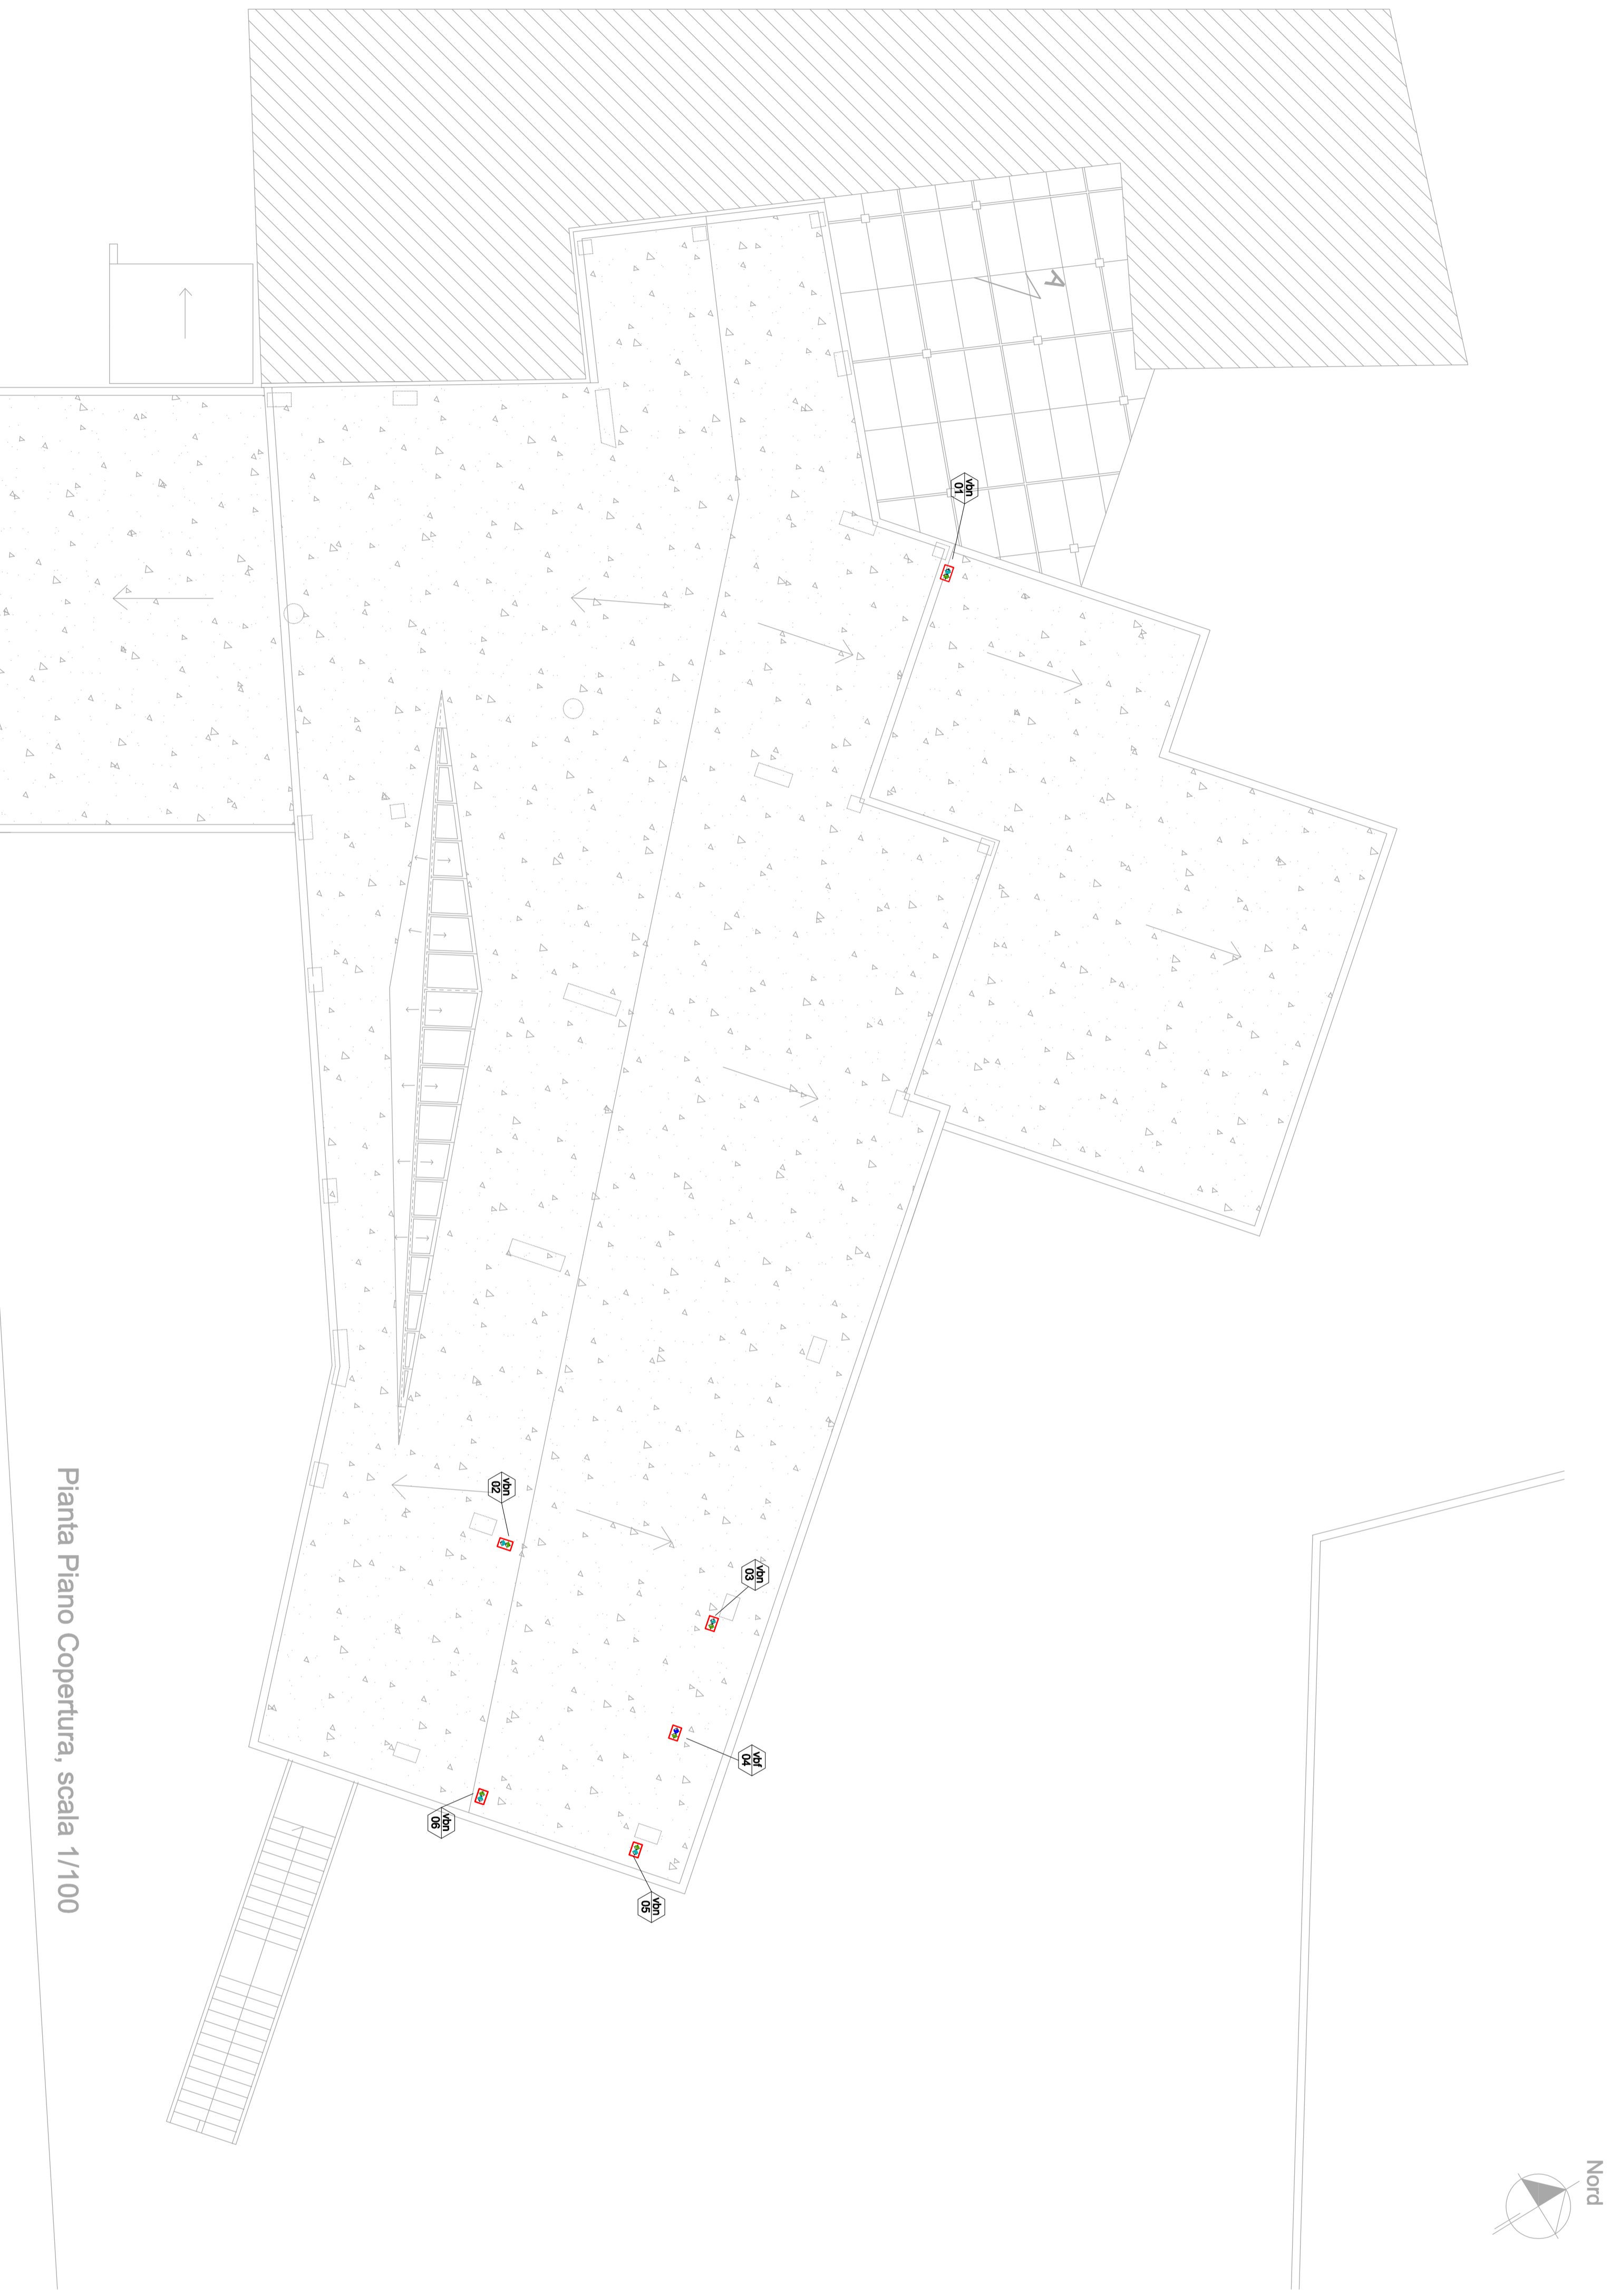 A
vbn
01
vbn
02
vbn
03
vbf
04
vbn
05
vbn
06
Pianta Piano Copertura, scala 1/100
Nord